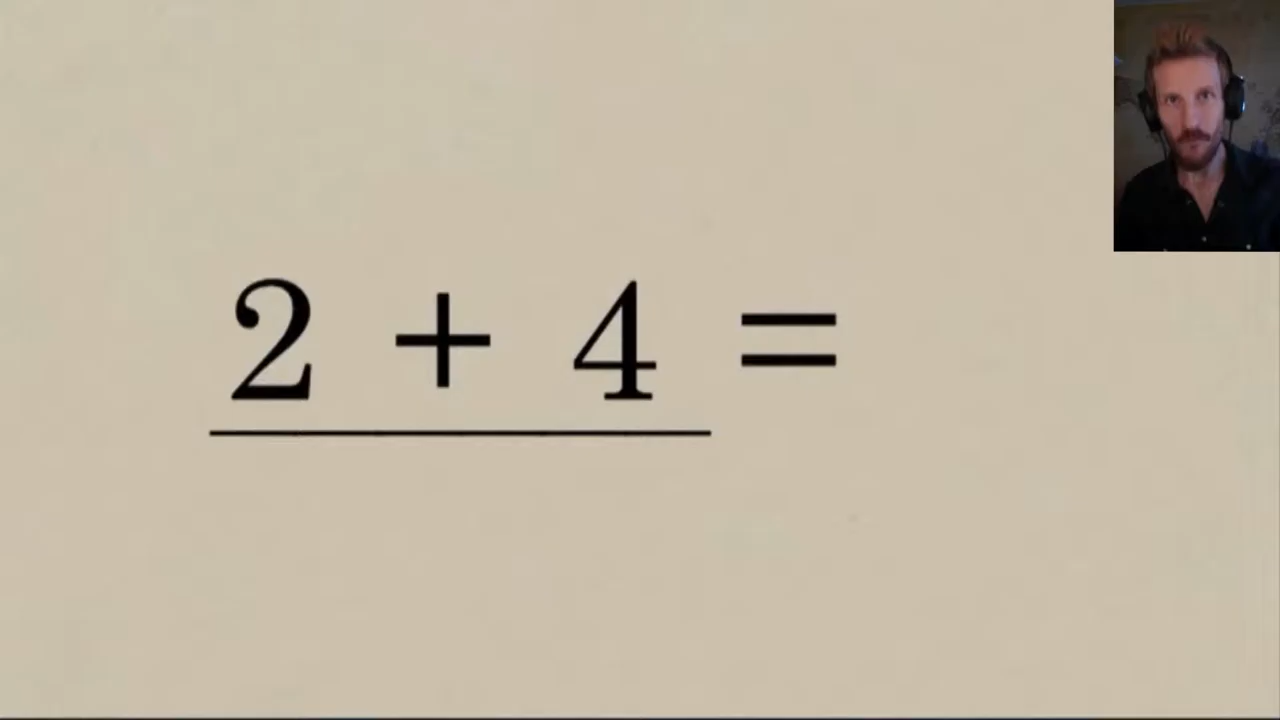 2 + 4 =